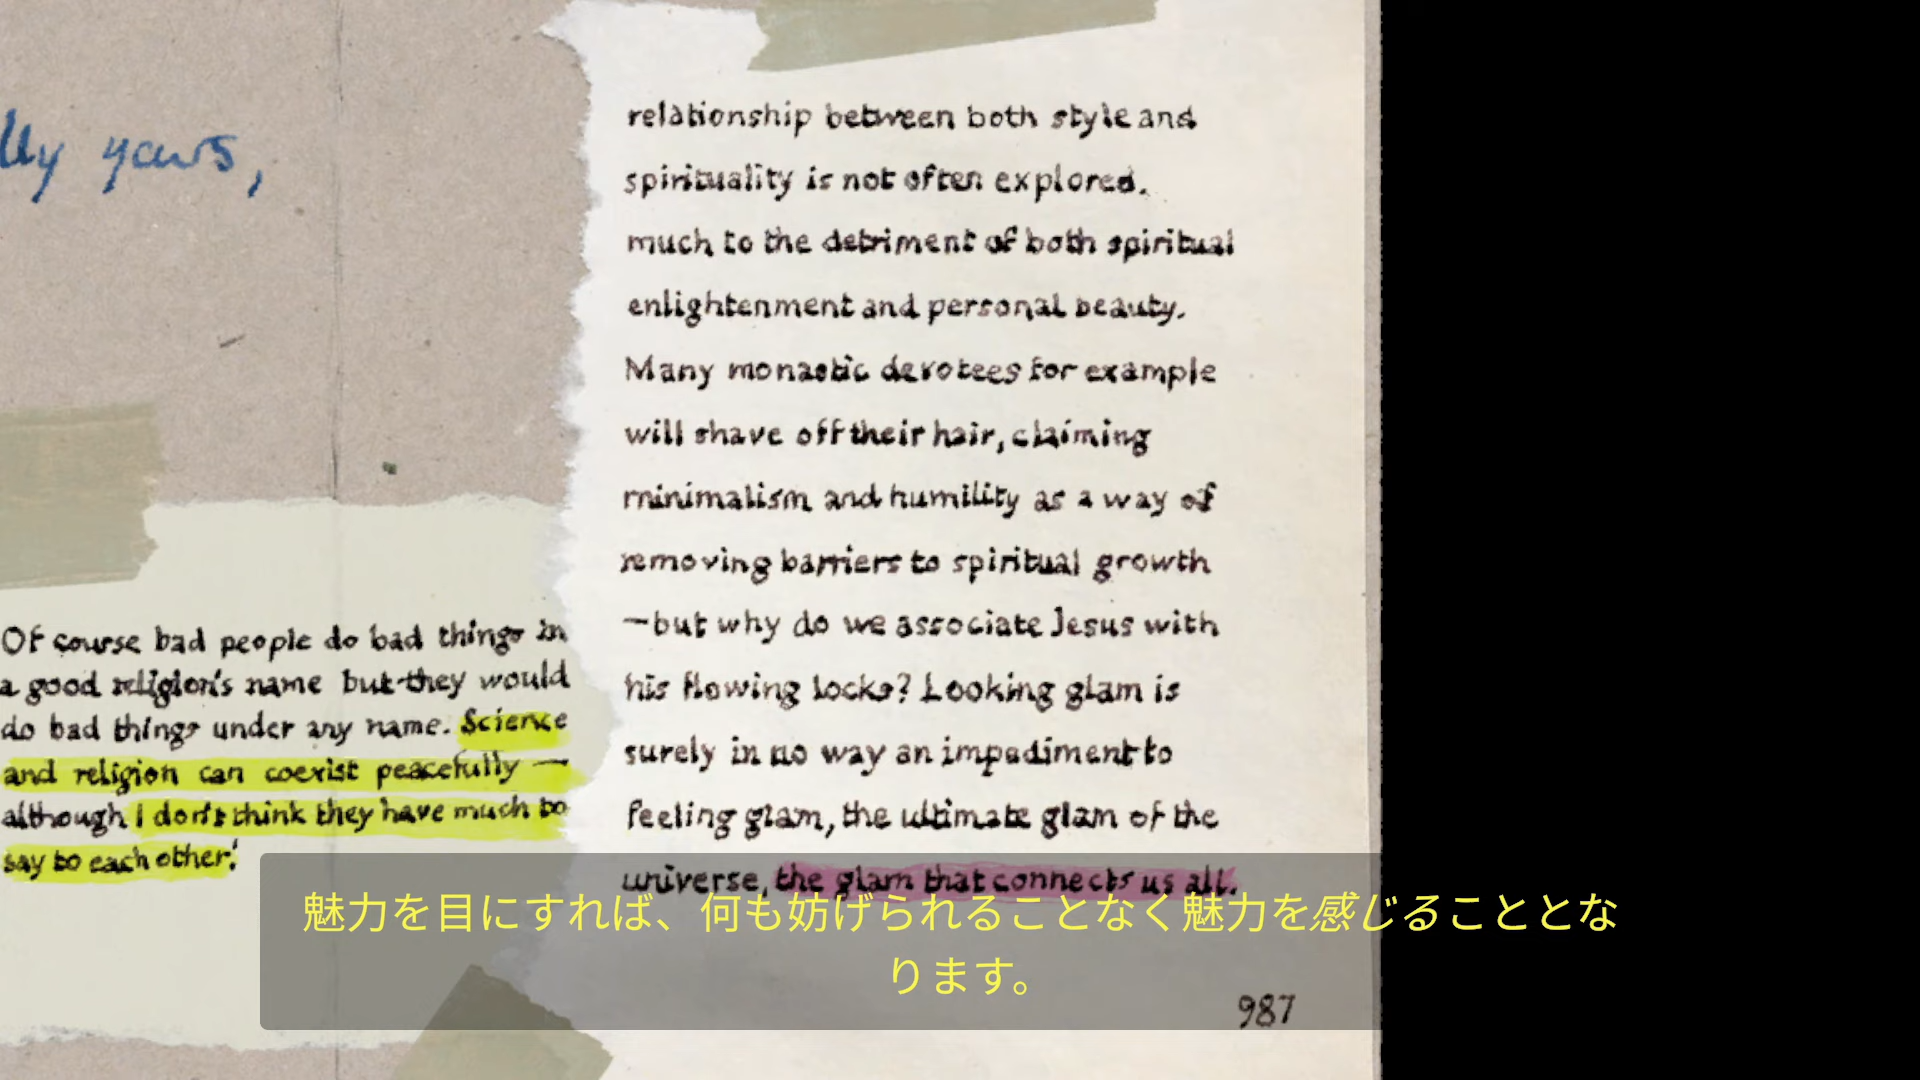 lly yours,
Of course bad people do bad things in
a good religion's name but they would
do bad things under any name. Science
and religion can coexist peacefully —
although I don't think they have much to
say to each other.'
relationship between both style and
spirituality is not often explored.
much to the detriment of both spiritual
enlightenment and personal beauty.
Many monastic devotees for example
will shave off their hair, claiming
minimalism and humility as a way of
removing barriers to spiritual growth
—but why do we associate Jesus with
his flowing locks? Looking glam is
surely in no way an impediment to
feeling glam, the ultimate glam of the
universe, the glam that connects us all.
987
魅力を目にすれば、何も妨げられることなく魅力を感じることとな
ります。